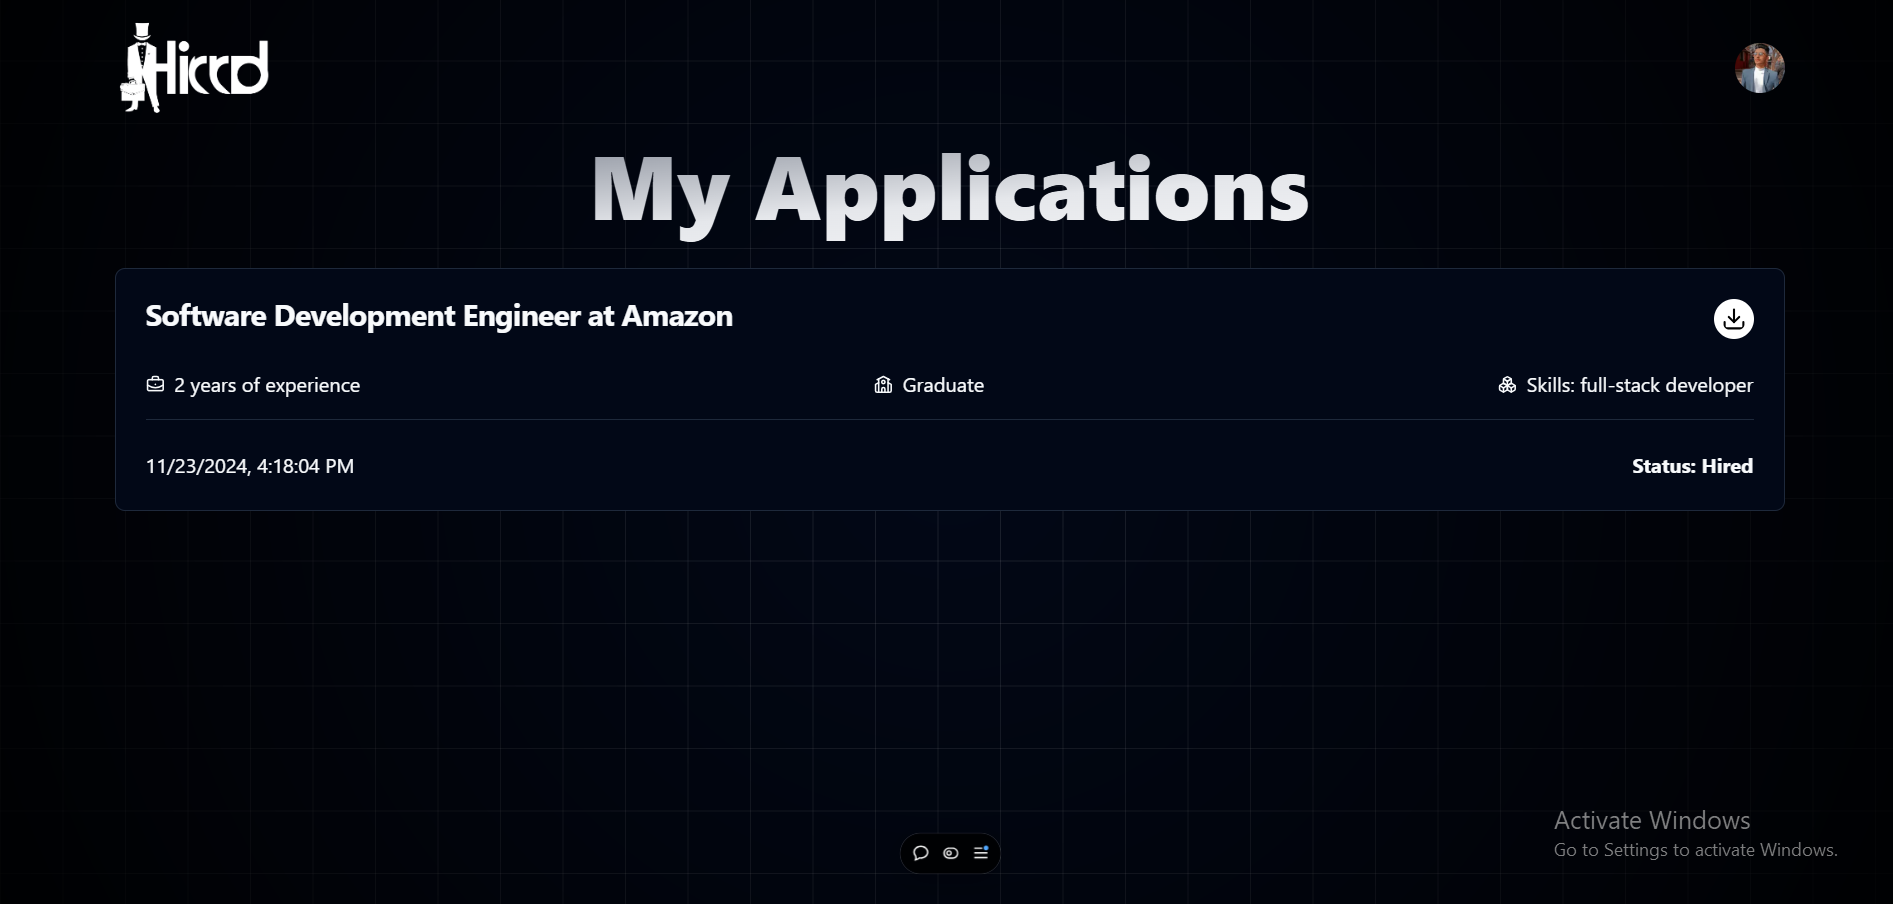 Hirrd
My Applications
Software Development Engineer at Amazon
2 years of experience
Graduate
Skills: full-stack developer
11/23/2024, 4:18:04 PM
Status: Hired
Activate Windows
Go to Settings to activate Windows.